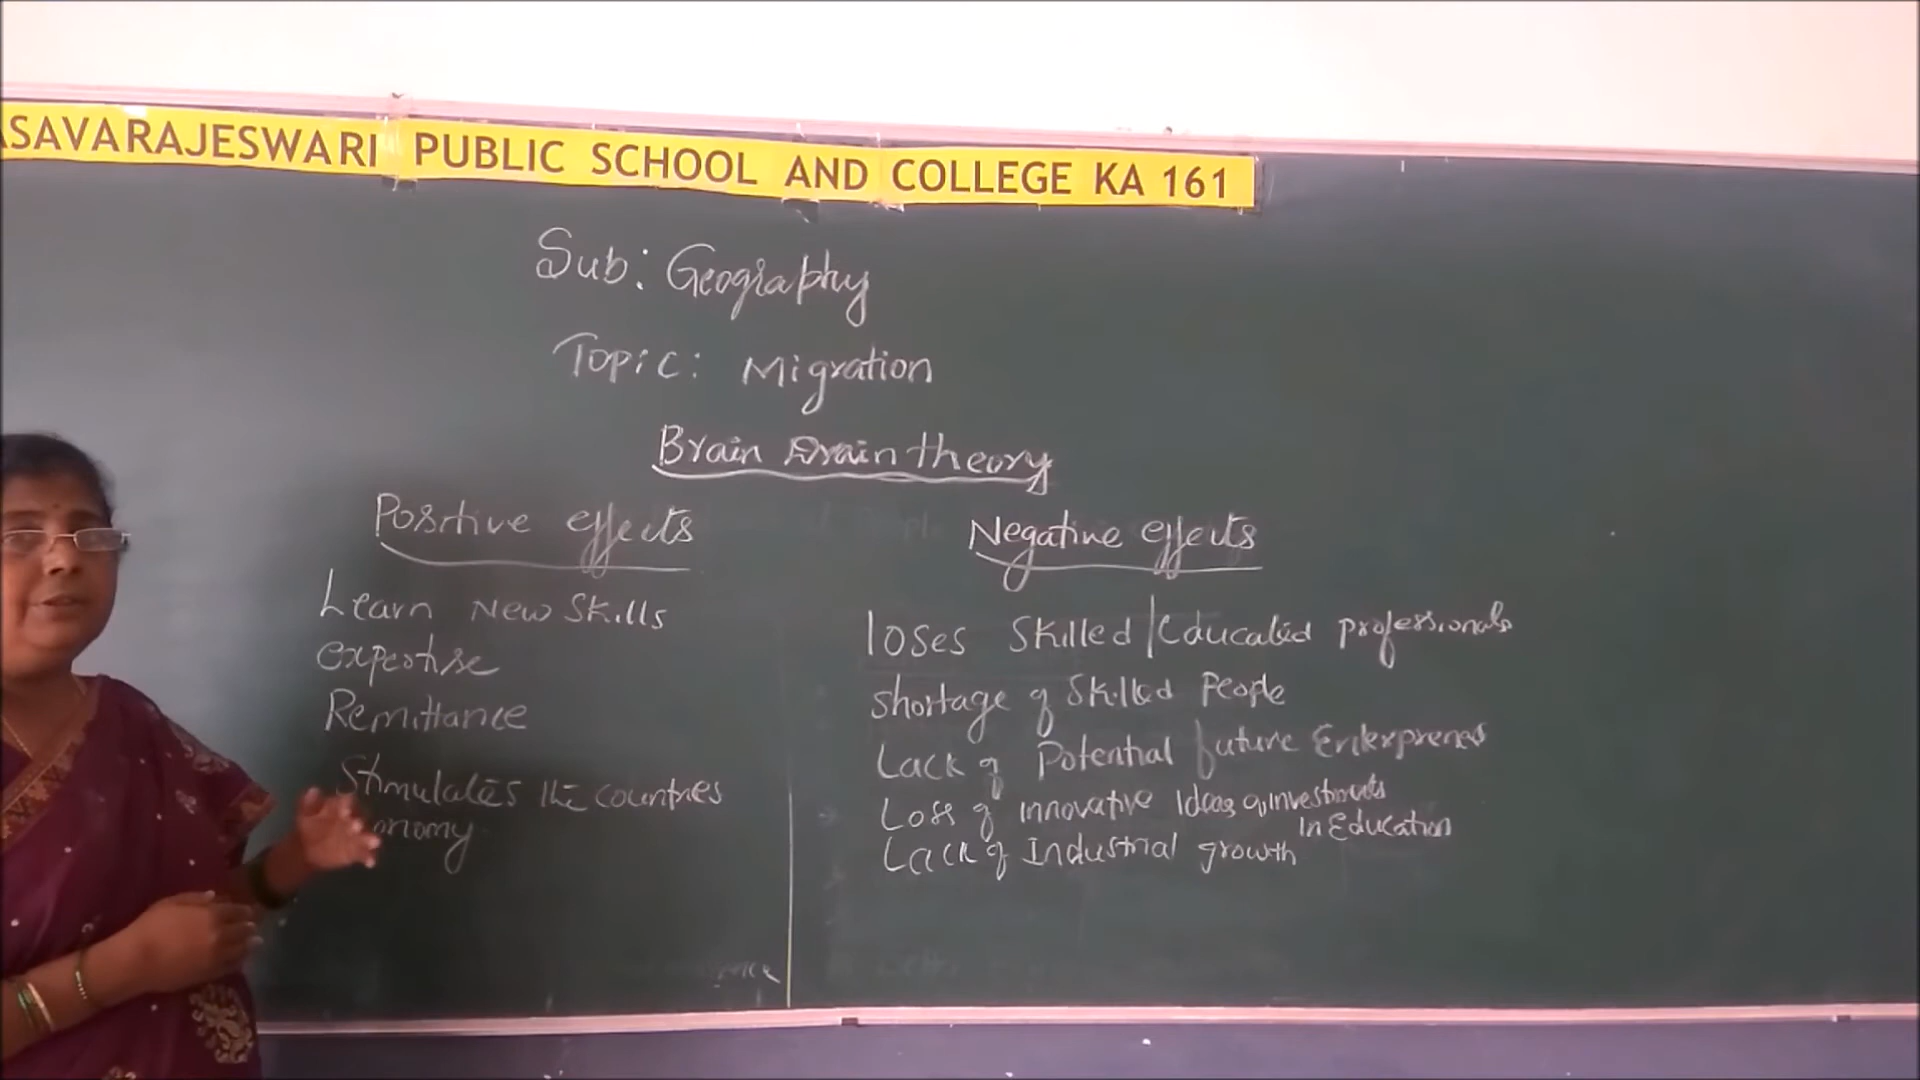 ASAVARAJESWARI PUBLIC SCHOOL AND COLLEGE KA 161
Sub: Geography
Topic: Migration
Brain Drain theory
Positive effects
Learn New Skills
expertise
Remittance
Stimulates the countries
onomy
Negative effects
loses Skilled/Educated professionals
shortage of Skilled People
Lack of Potential future
Loss of innovative Ideas investments
in Education
Lack of Industrial growth